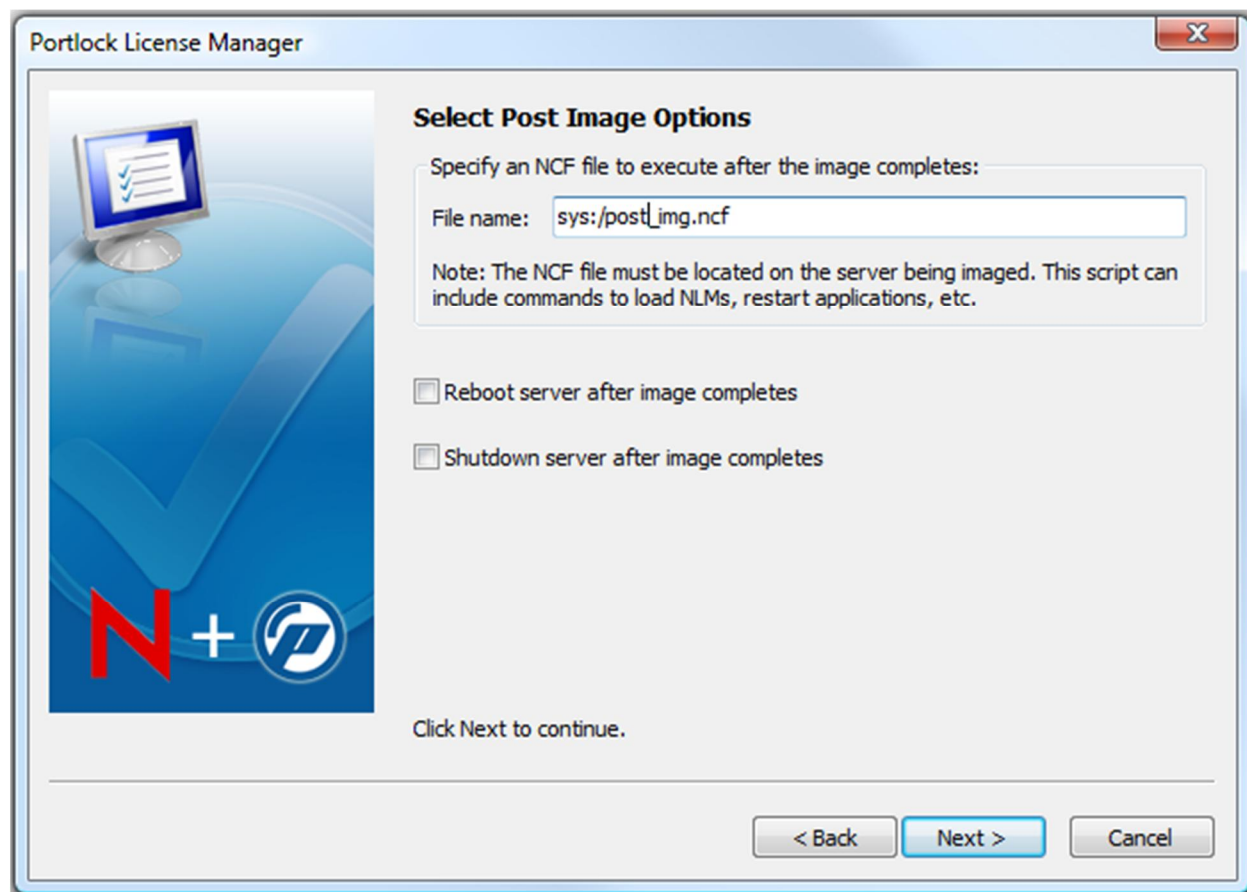 Portlock License Manager
Select Post Image Options
Specify an NCF file to execute after the image completes:
File name: sys:/post_img.ncf
Note: The NCF file must be located on the server being imaged. This script can
include commands to load NLMs, restart applications, etc.
Reboot server after image completes
Shutdown server after image completes
N + P
Click Next to continue.
< Back Next > Cancel